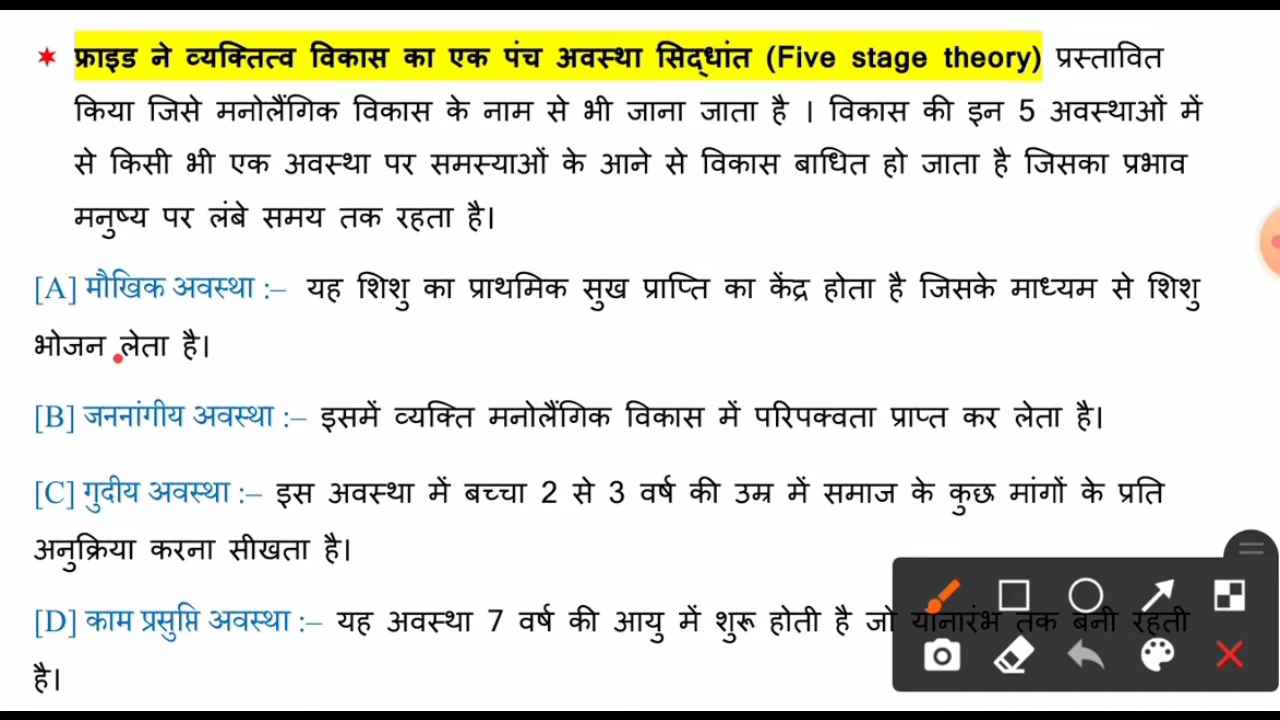 फ्राइड ने व्यक्तित्व विकास का एक पंच अवस्था सिद्धांत (Five stage theory) प्रस्तावित
किया जिसे मनोलैंगिक विकास के नाम से भी जाना जाता है । विकास की इन 5 अवस्थाओं में
से किसी भी एक अवस्था पर समस्याओं के आने से विकास बाधित हो जाता है जिसका प्रभाव
मनुष्य पर लंबे समय तक रहता है।
[A] मौखिक अवस्था :– यह शिशु का प्राथमिक सुख प्राप्ति का केंद्र होता है जिसके माध्यम से शिशु
भोजन लेता है।
[B] जननांगीय अवस्था :– इसमें व्यक्ति मनोलैंगिक विकास में परिपक्वता प्राप्त कर लेता है।
[C] गुदीय अवस्था :– इस अवस्था में बच्चा 2 से 3 वर्ष की उम्र में समाज के कुछ मांगों के प्रति
अनुक्रिया करना सीखता है।
[D] काम प्रसुप्ति अवस्था :– यह अवस्था 7 वर्ष की आयु में शुरू होती है जो तक बनी रहती
है।